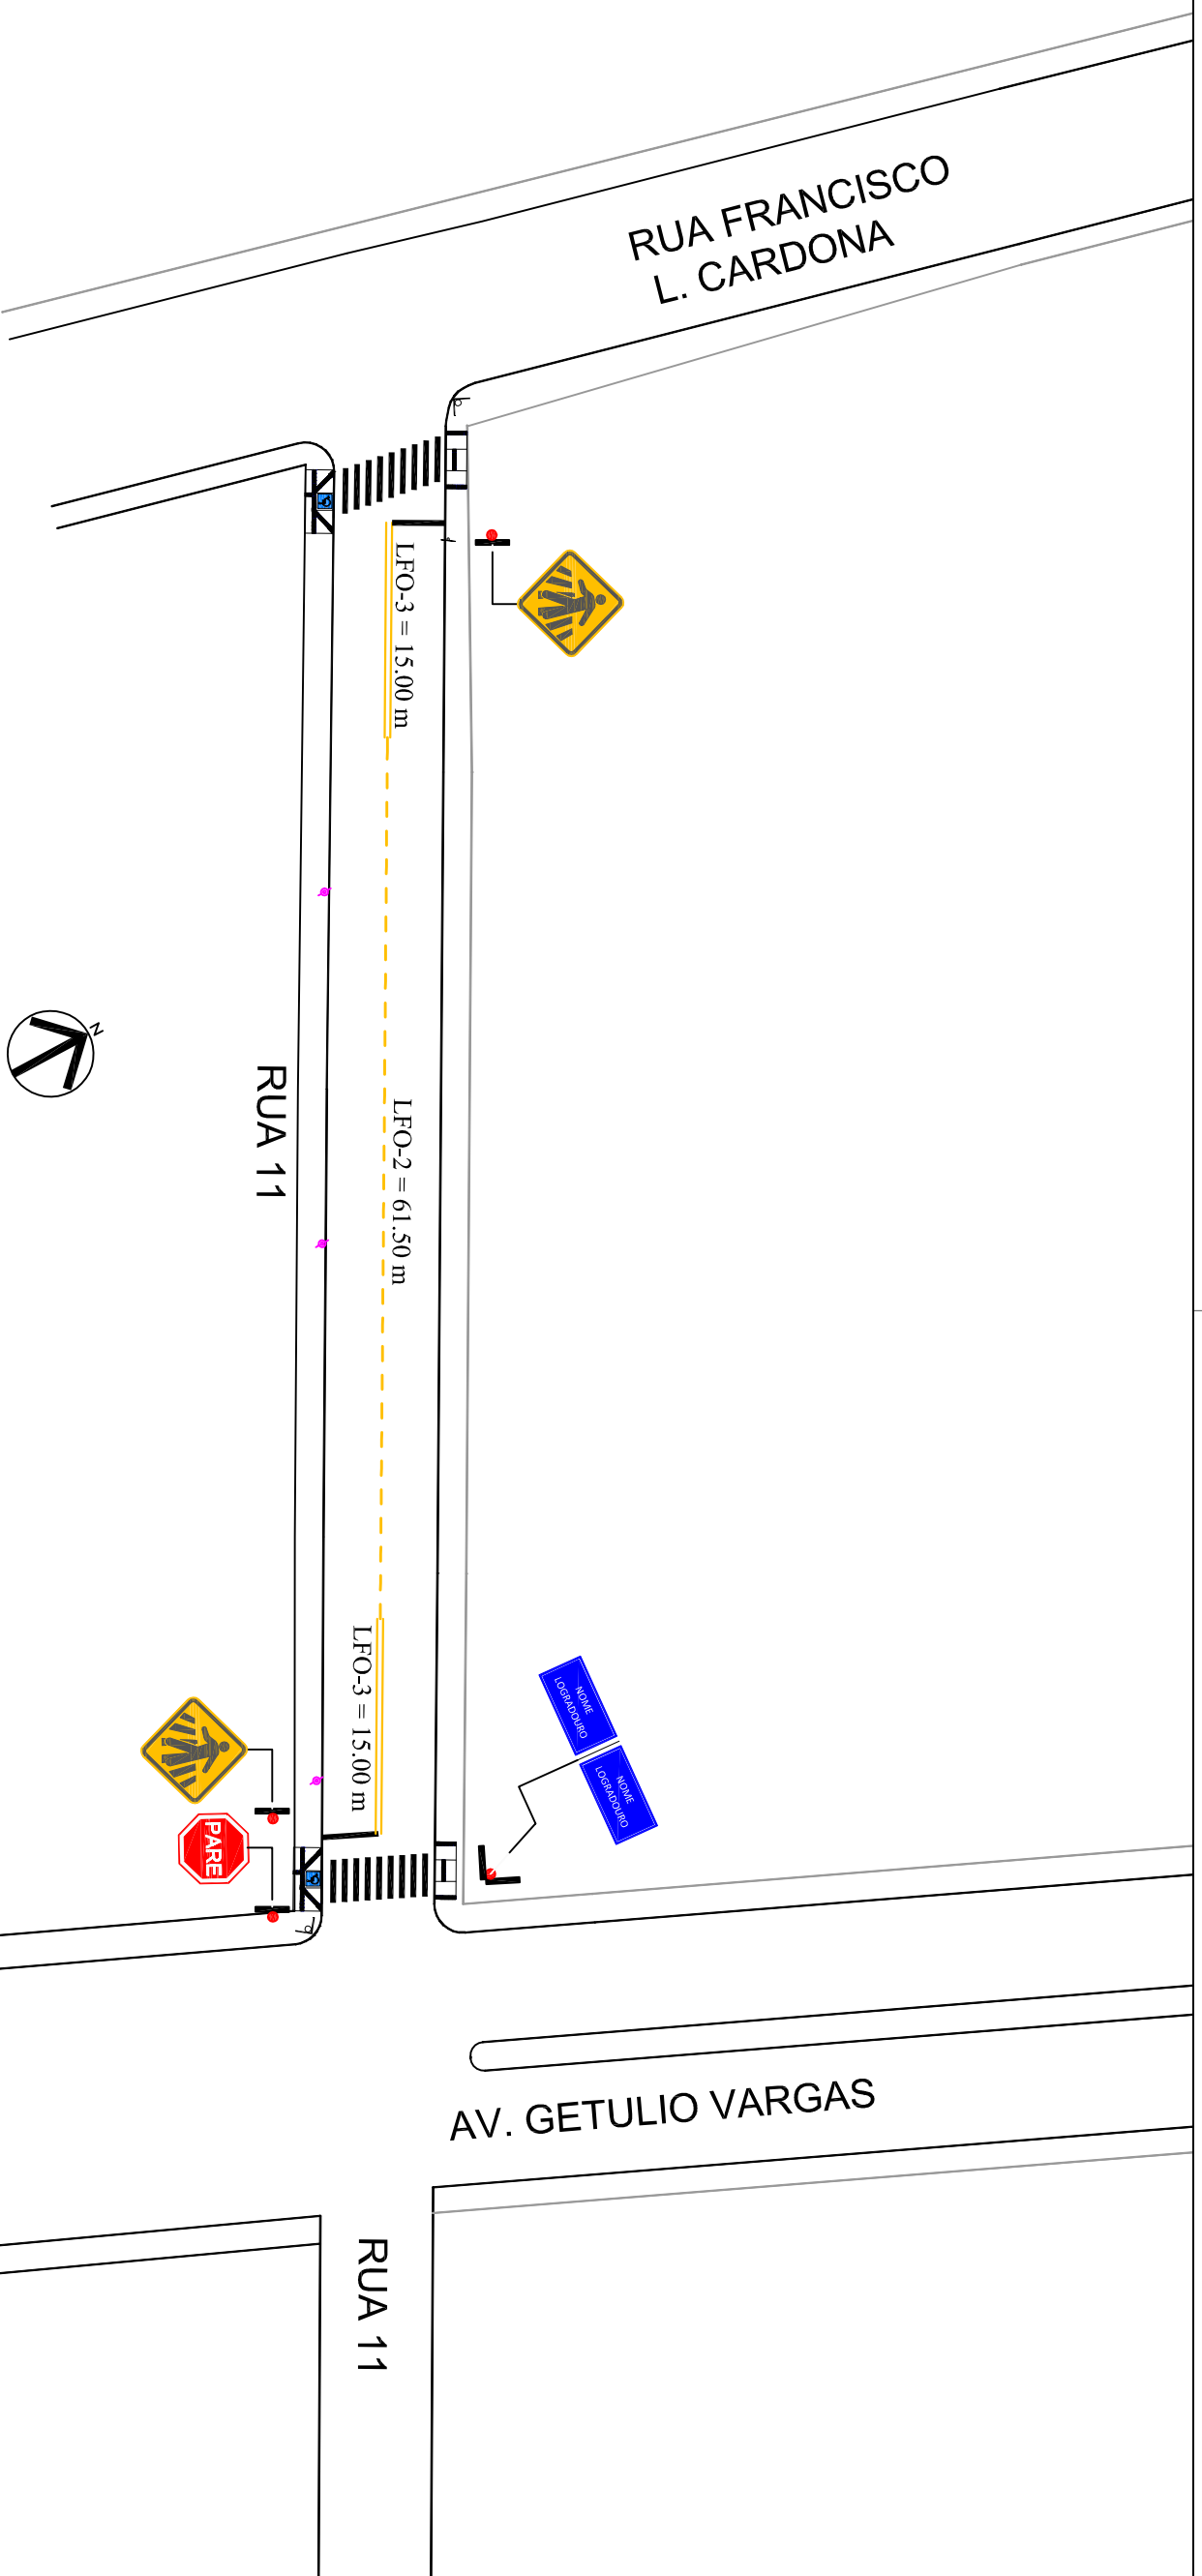 RUA FRANCISCO
L. CARDONA
LFO-3 = 15.00 m
N
RUA 11
LFO-2 = 61.50 m
LFO-3 = 15.00 m
NOME
LOGRADOURO
NOME
LOGRADOURO
PARE
AV. GETULIO VARGAS
RUA 11